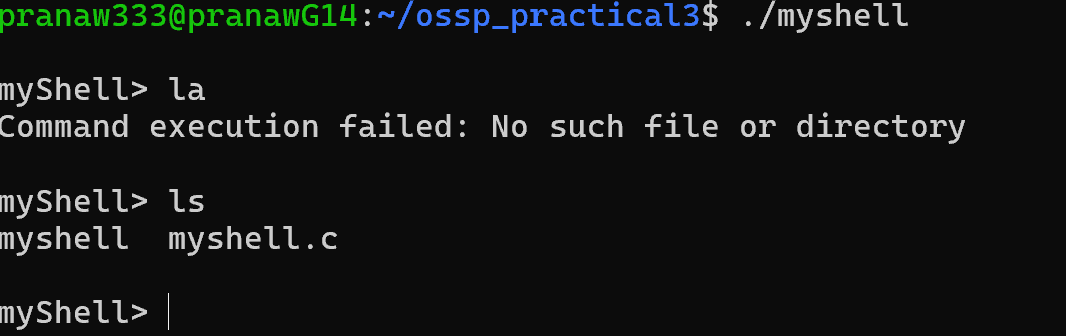 pranaw333@pranawG14:~/ossp_practical3$ ./myshell
myShell> la
Command execution failed: No such file or directory
myShell> ls
myshell  myshell.c
myShell>